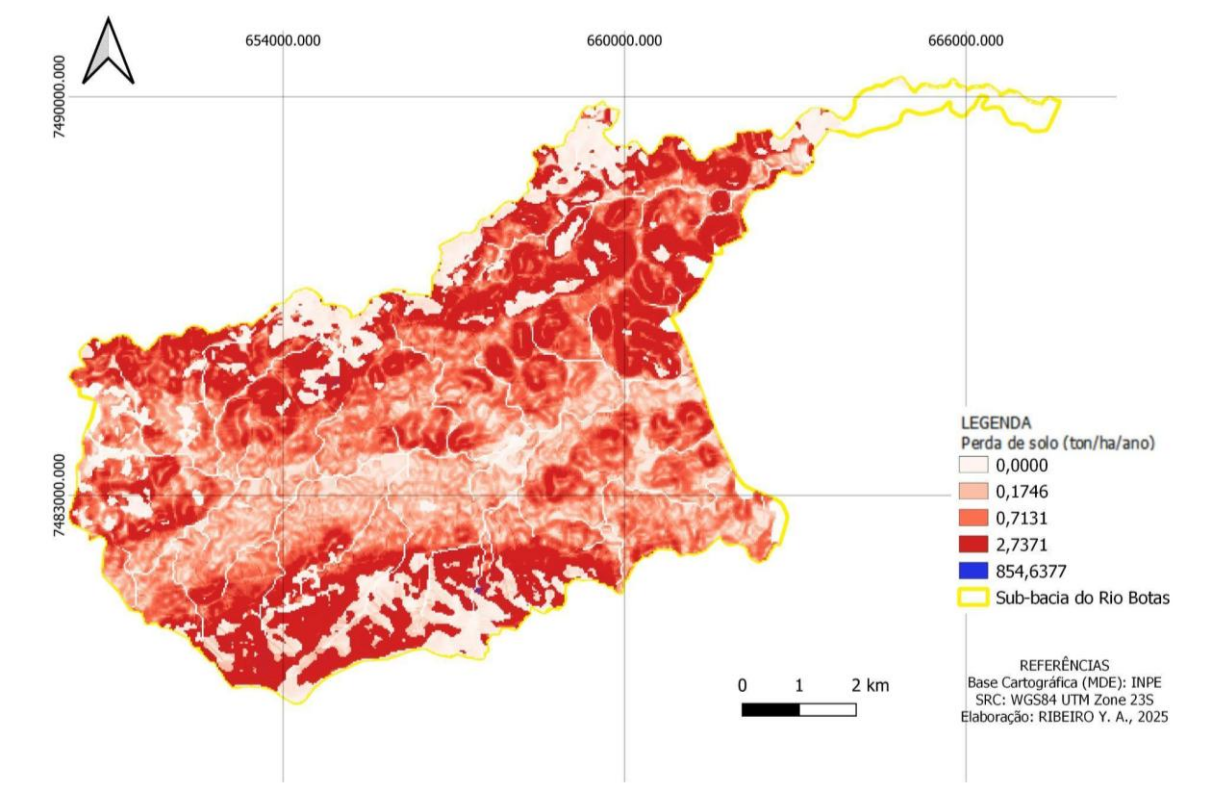 654000.000
660000.000
666000.000
7490000.000
7483000.000
LEGENDA
Perda de solo (ton/ha/ano)
0,0000
0,1746
0,7131
2,7371
854,6377
Sub-bacia do Rio Botas
0 1 2 km
REFERÊNCIAS
Base Cartográfica (MDE): INPE
SRC: WGS84 UTM Zone 23S
Elaboração: RIBEIRO Y. A., 2025